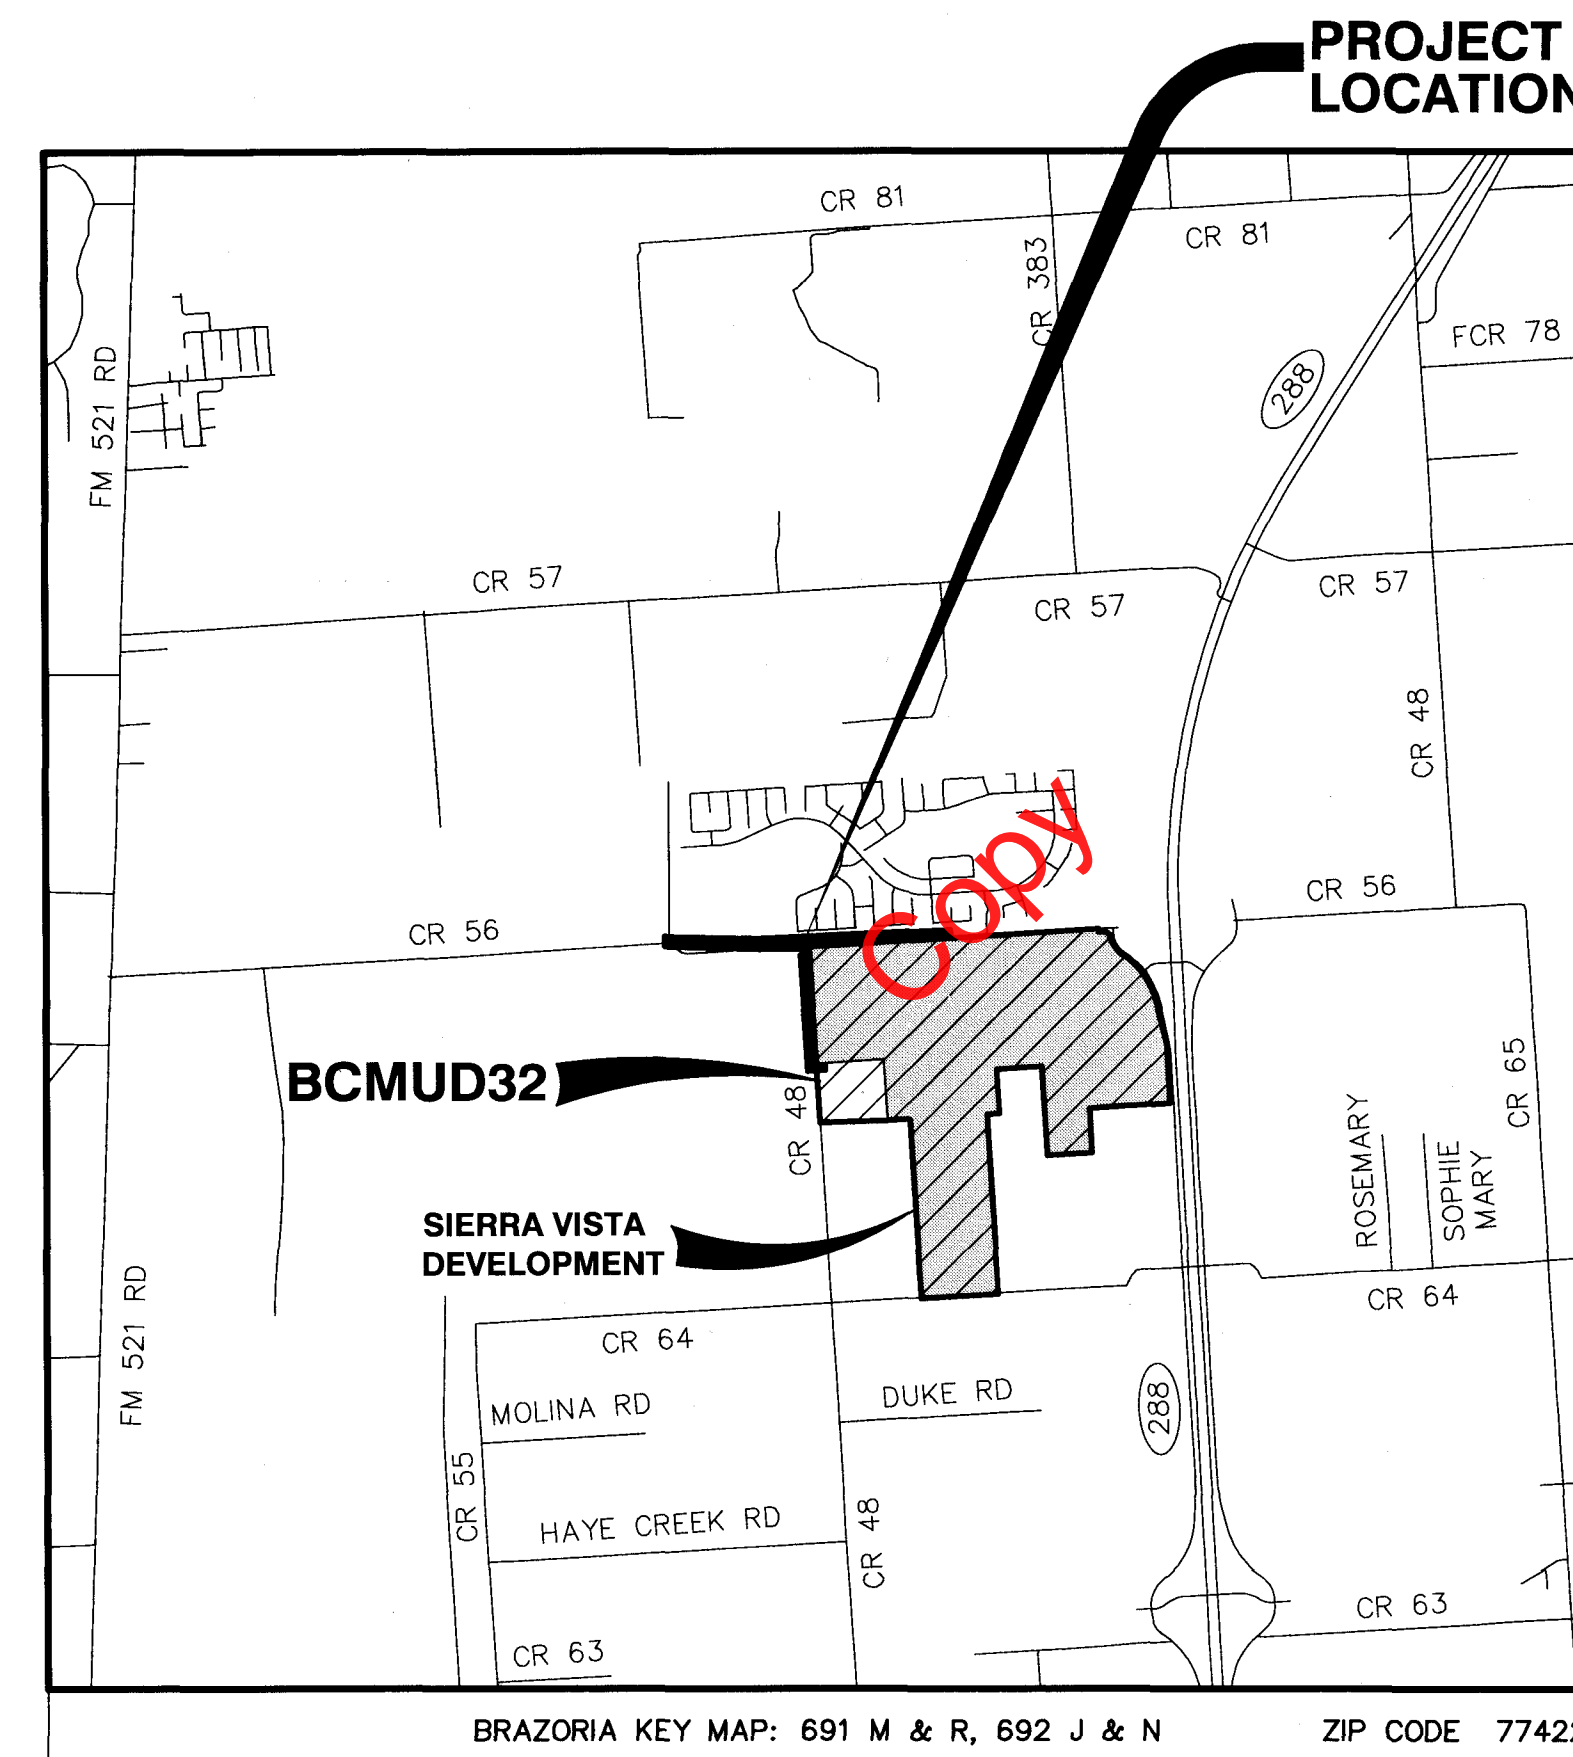 PROJECT
LOCATION
CR 81
CR 81
CR 383
FCR 78
288
FM 521 RD
CR 57
CR 57
CR 57
CR 48
Copy
CR 56
CR 56
BCMUD32
CR 48
CR 65
ROSEMARY
SOPHIE
MARY
SIERRA VISTA
DEVELOPMENT
FM 521 RD
CR 64
CR 64
MOLINA RD
DUKE RD
288
CR 55
HAYE CREEK RD
CR 48
CR 63
CR 63
BRAZORIA KEY MAP: 691 M & R, 692 J & N
ZIP CODE 7742